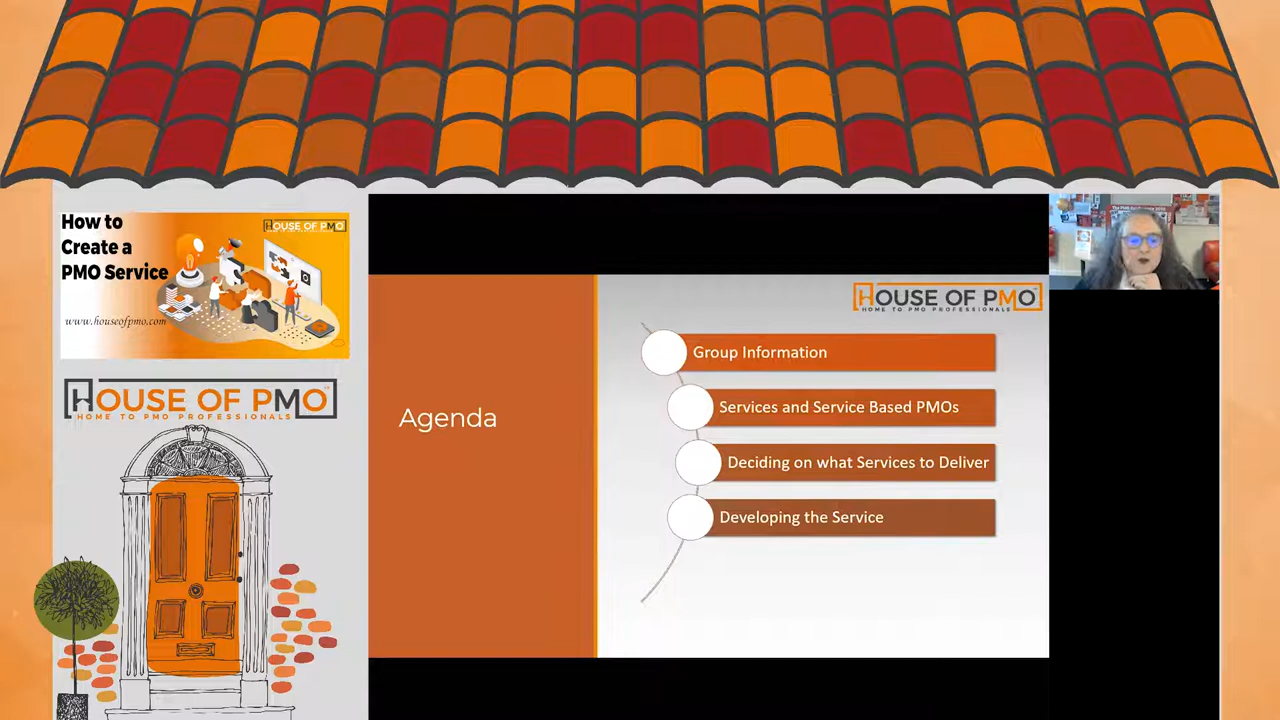 How to
Create a
PMO Service
HOUSE OF PMO
www.houseofpmo.com
HOUSE OF PMO
HOME TO PMO PROFESSIONALS
Agenda
HOUSE OF PMO
HOME TO PMO PROFESSIONALS
Group Information
Services and Service Based PMOs
Deciding on what Services to Deliver
Developing the Service